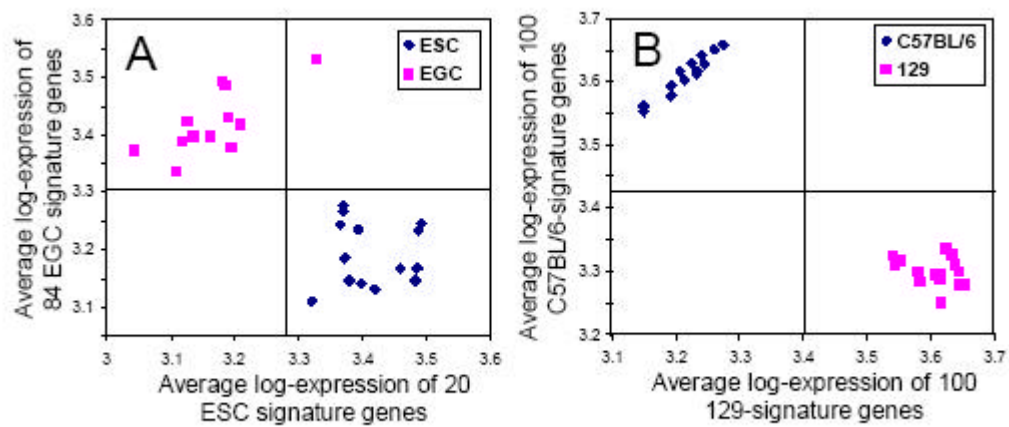 A
ESC
EGC
Average log-expression of
84 EGC signature genes
3.6
3.5
3.4
3.3
3.2
3.1
3
3.1
3.2
3.3
3.4
3.5
3.6
Average log-expression of 20
ESC signature genes
B
C57BL/6
129
Average log-expression of 100
C57BL/6-signature genes
3.7
3.6
3.5
3.4
3.3
3.2
3.1
3.2
3.3
3.4
3.5
3.6
3.7
Average log-expression of 100
129-signature genes